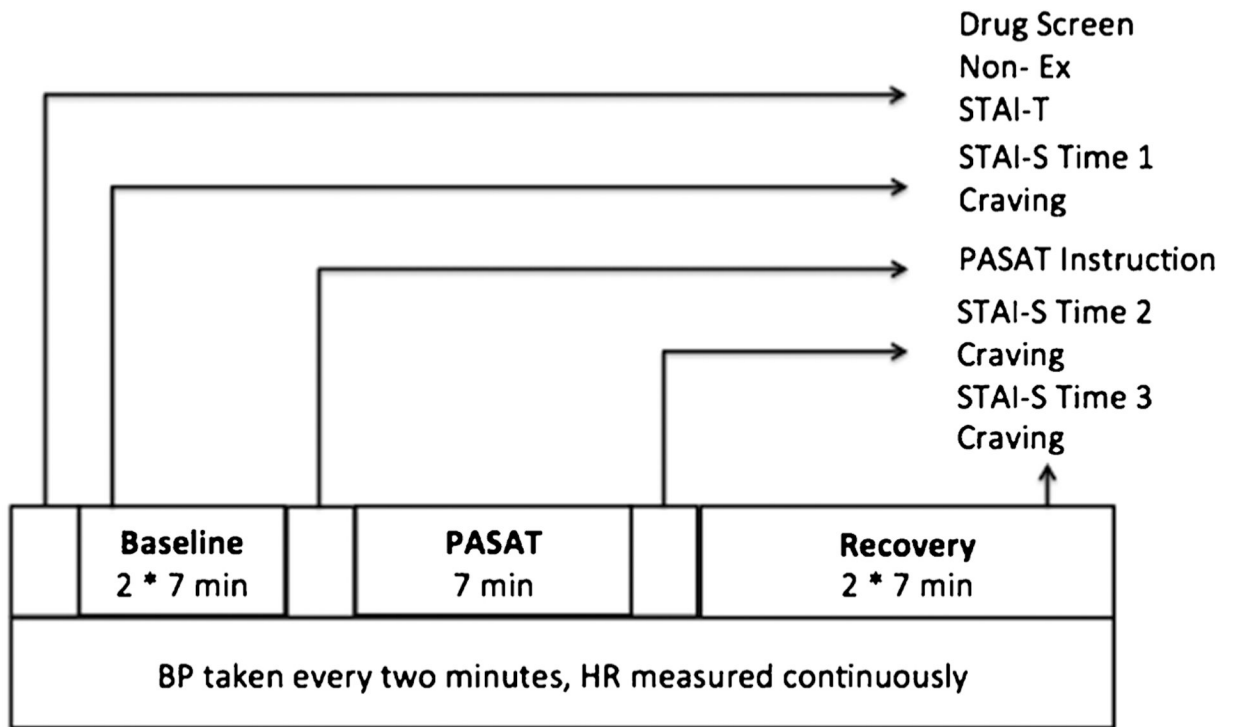 Drug Screen
Non- Ex
STAI-T
STAI-S Time 1
Craving
PASAT Instruction
STAI-S Time 2
Craving
STAI-S Time 3
Craving
Baseline
2 * 7 min
PASAT
7 min
Recovery
2 * 7 min
BP taken every two minutes, HR measured continuously